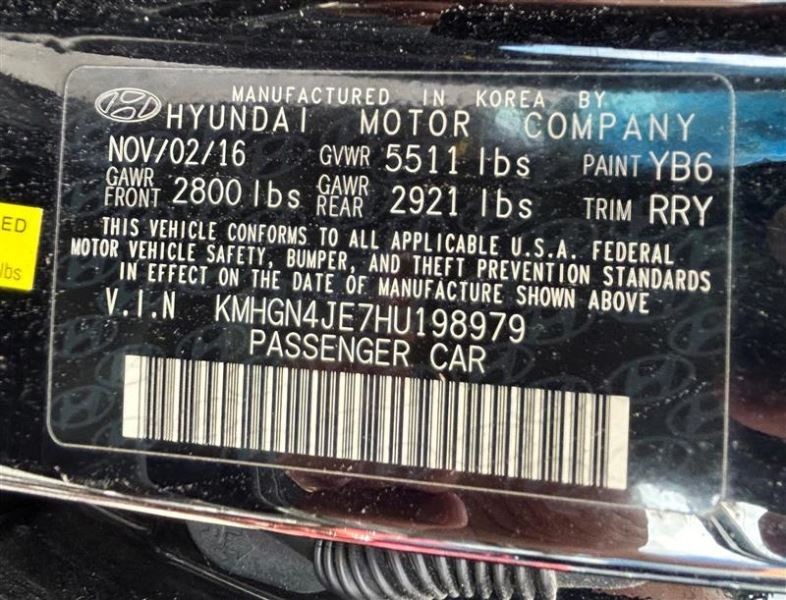 MANUFACTURED IN KOREA BY
HYUNDAI MOTOR COMPANY
NOV/02/16 GVWR 5511 lbs PAINT YB6
GAWR FRONT 2800 lbs GAWR REAR 2921 lbs TRIM RRY
THIS VEHICLE CONFORMS TO ALL APPLICABLE U.S.A. FEDERAL
MOTOR VEHICLE SAFETY, BUMPER, AND THEFT PREVENTION STANDARDS
IN EFFECT ON THE DATE OF MANUFACTURE SHOWN ABOVE
V.I.N KMHGN4JE7HU198979
PASSENGER CAR
lbs